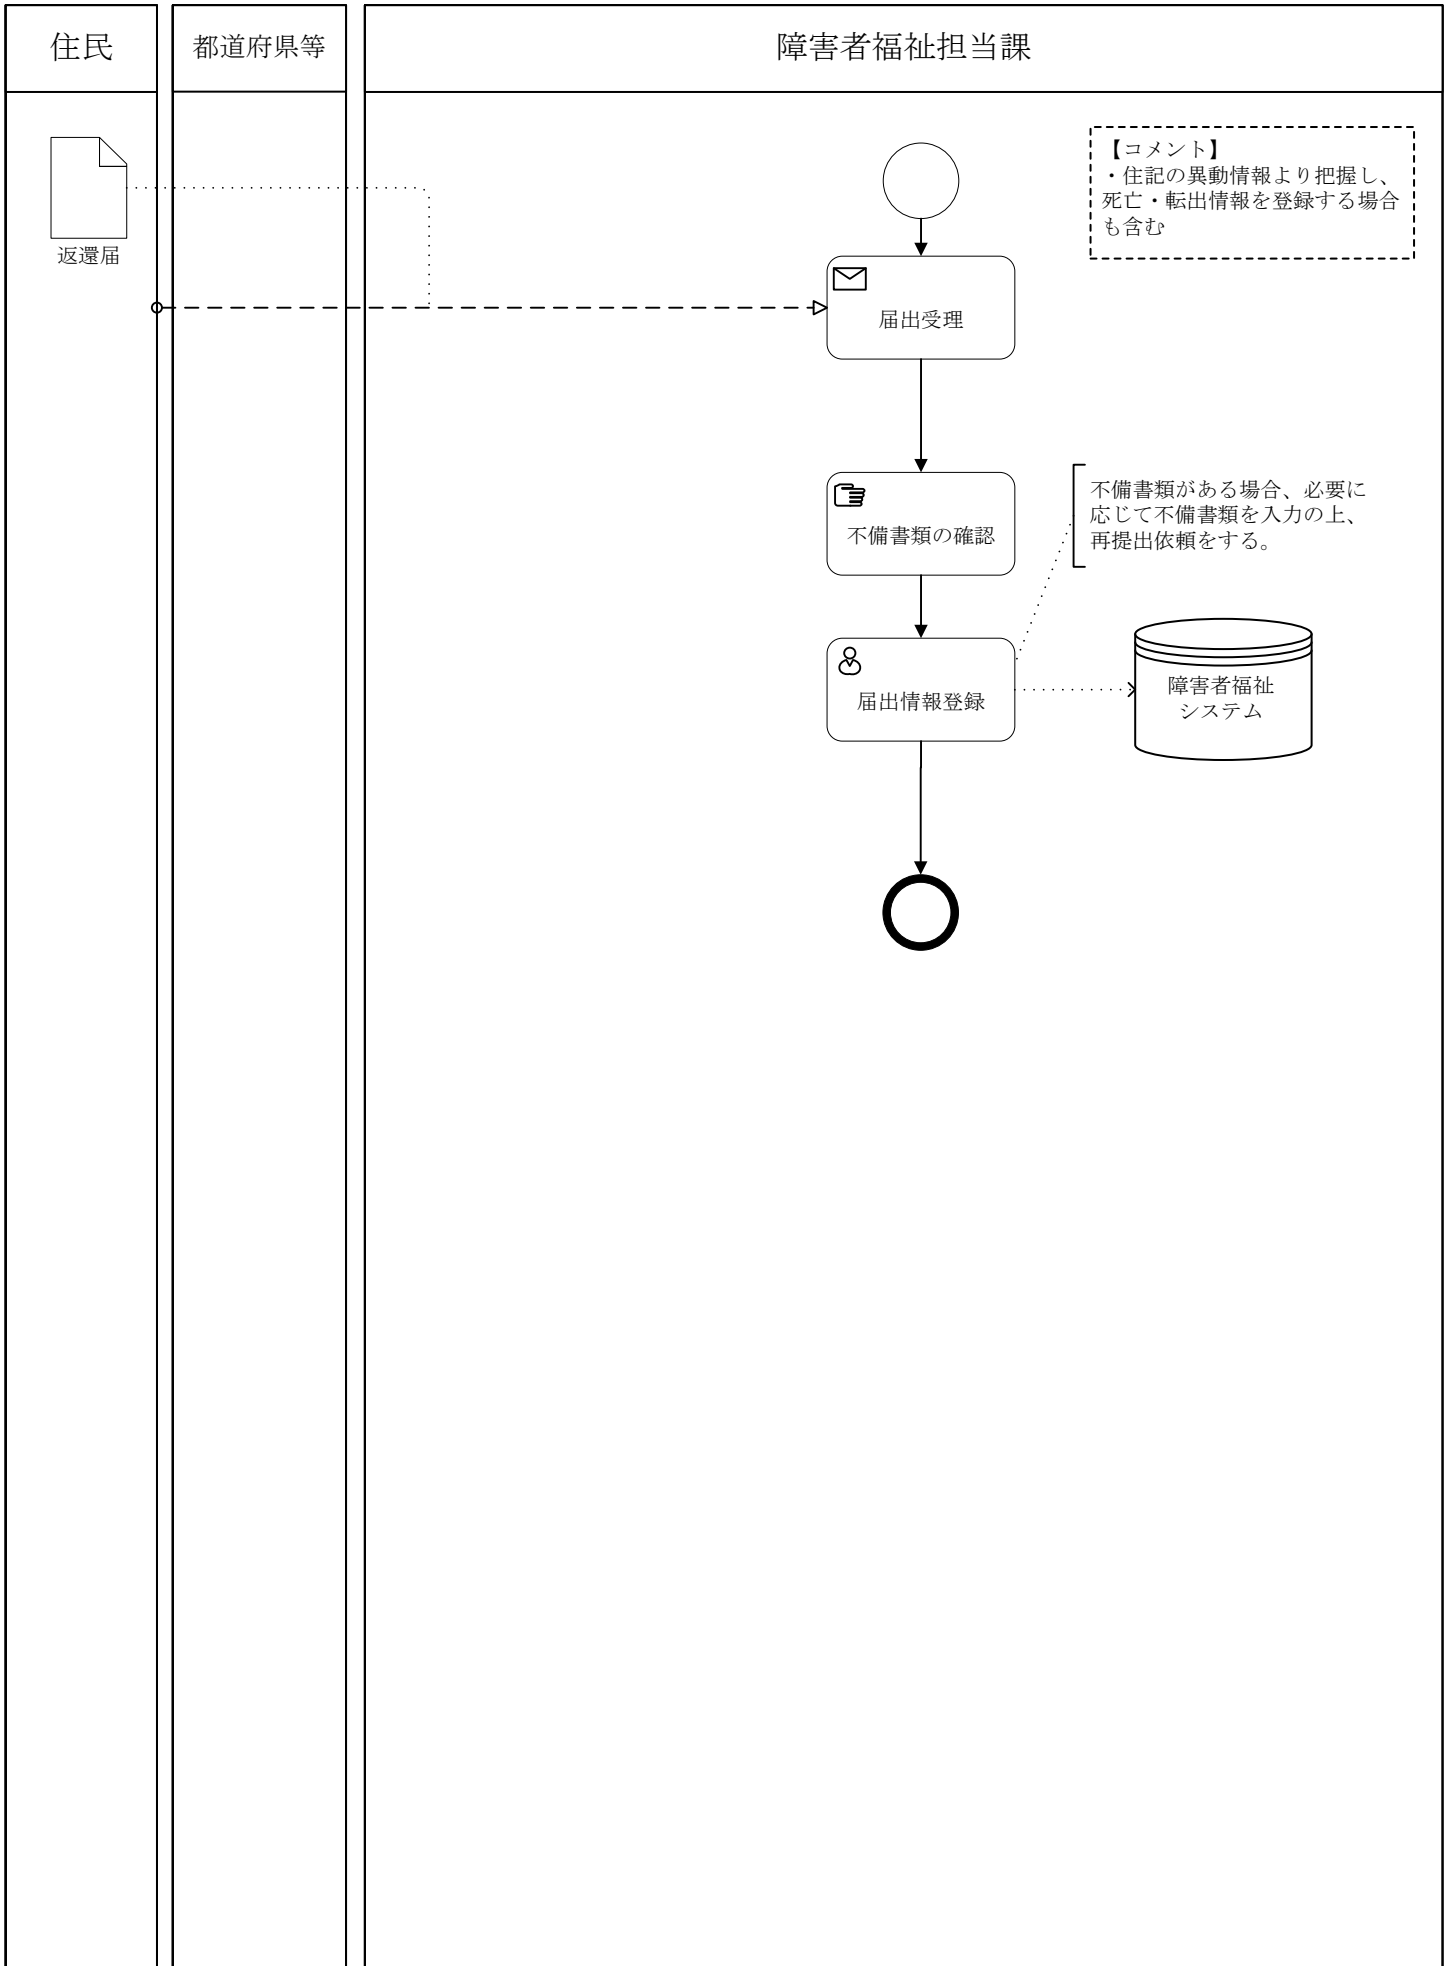 住民
都道府県等
障害者福祉担当課
返還届
【コメント】
・住記の異動情報より把握し、
死亡・転出情報を登録する場合
も含む
届出受理
不備書類の確認
不備書類がある場合、必要に
応じて不備書類を入力の上、
再提出依頼をする。
届出情報登録
障害者福祉
システム